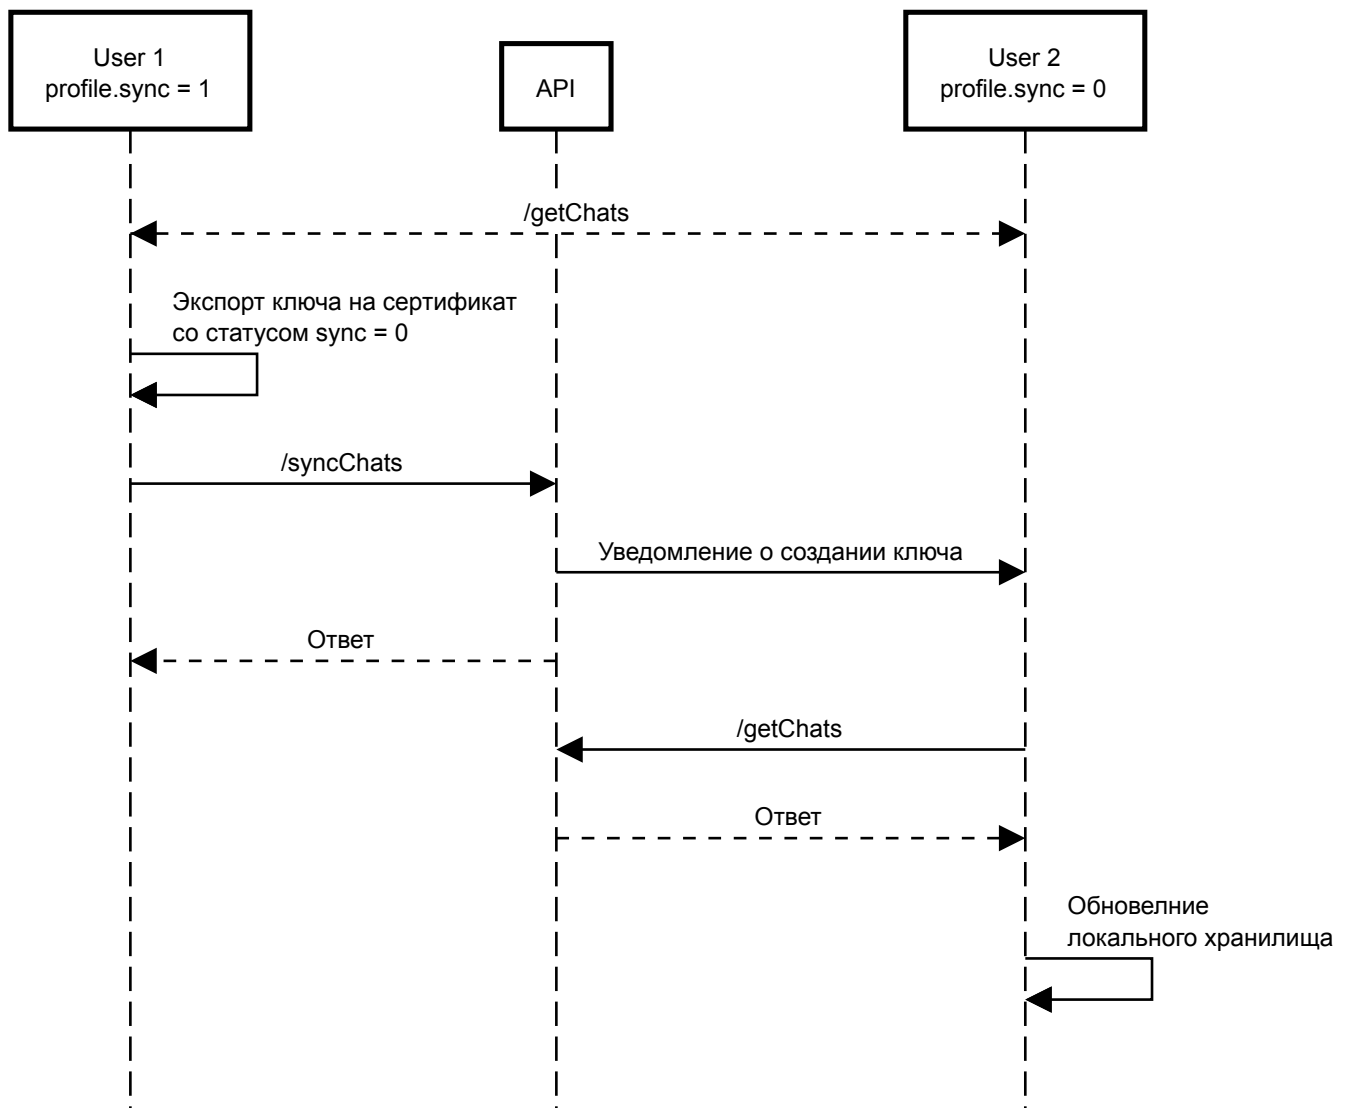 User 1
profile.sync = 1
API
User 2
profile.sync = 0
/getChats
Экспорт ключа на сертификат
со статусом sync = 0
/syncChats
Уведомление о создании ключа
Ответ
/getChats
Ответ
Обновелние
локального хранилища